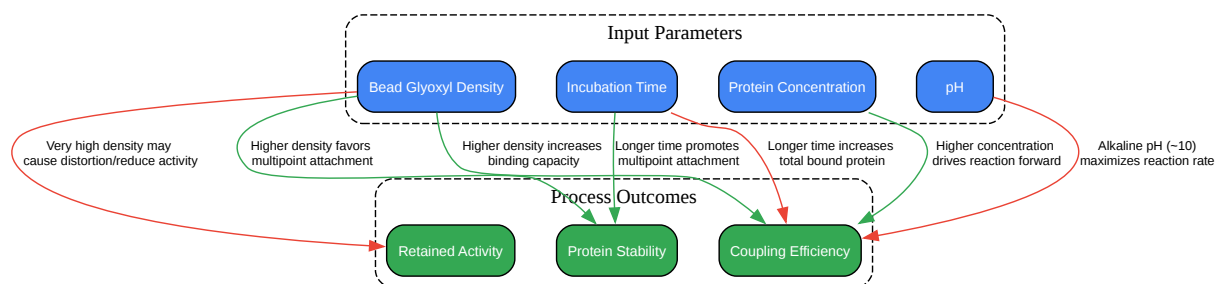 Input Parameters
Bead Glyoxyl Density
Incubation Time
Protein Concentration
pH
Very high density may
cause distortion/reduce activity
Higher density favors
multipoint attachment
Higher density increases
binding capacity
Longer time promotes
multipoint attachment
Longer time increases
total bound protein
Higher concentration
drives reaction forward
Alkaline pH (~10)
maximizes reaction rate
Process Outcomes
Retained Activity
Protein Stability
Coupling Efficiency